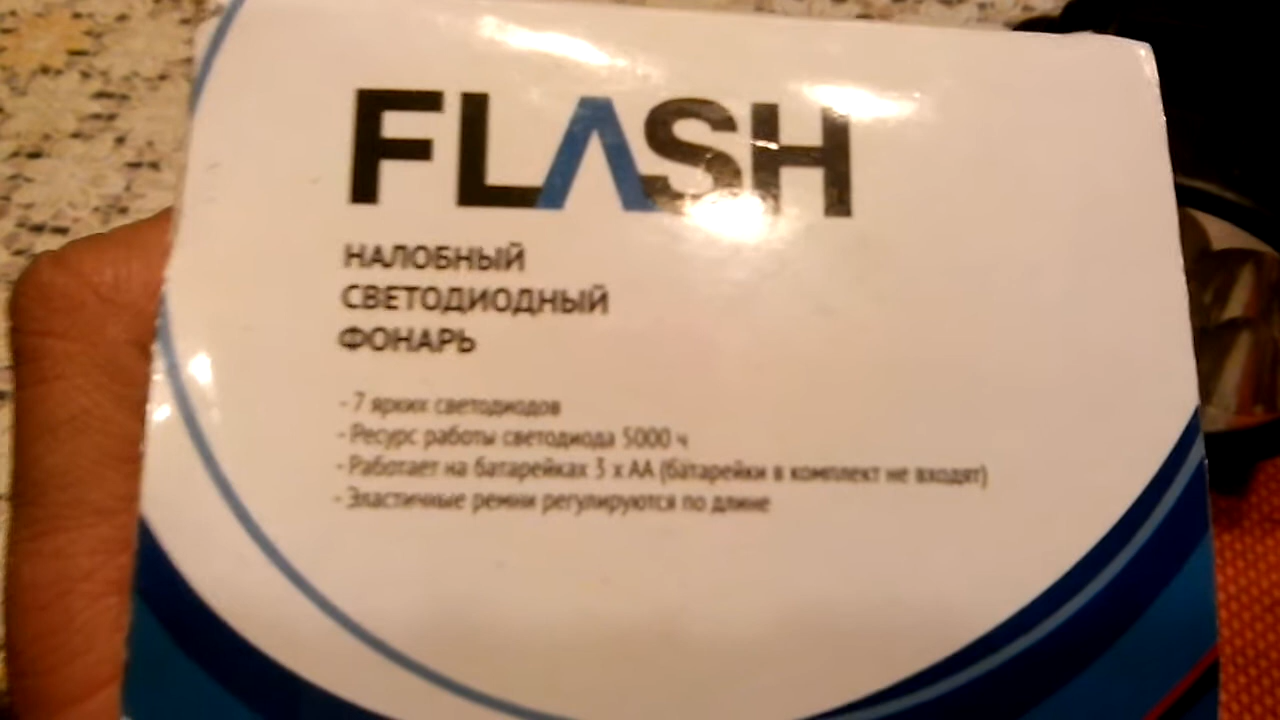 FLASH
НАЛОБНЫЙ
СВЕТОДИОДНЫЙ
ФОНАРЬ
- 7 ярких светодиодов
- Ресурс работы светодиода 5000 ч
- Работает на батарейках 3 x AA (батарейки в комплект не входят)
- Эластичные ремни регулируются по длине